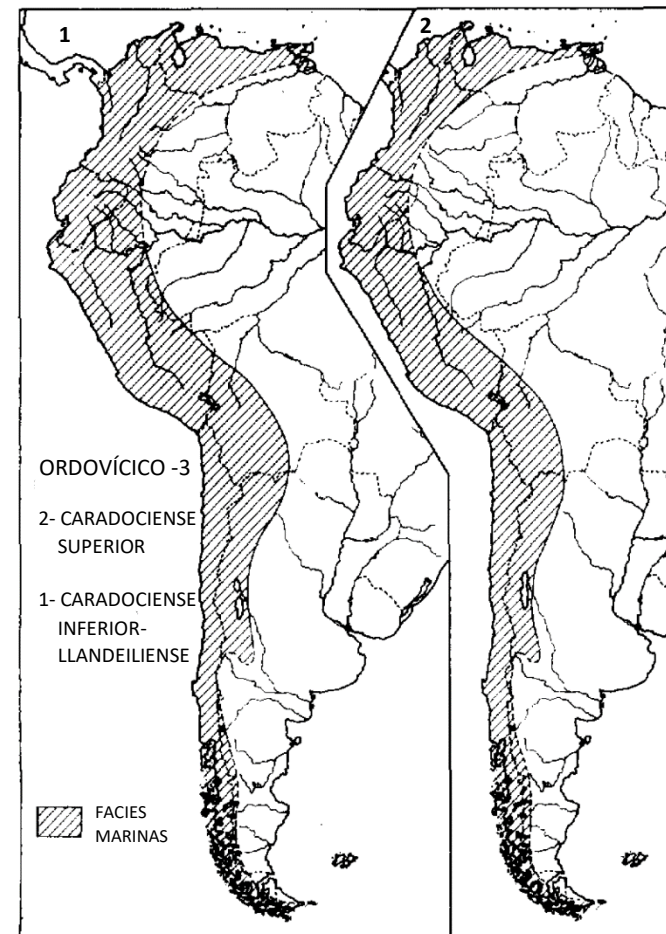 1
2
ORDOVÍCICO -3
2- CARADOCIENSE
SUPERIOR
1- CARADOCIENSE
INFERIOR-
LLANDEILIENSE
FACIES
MARINAS